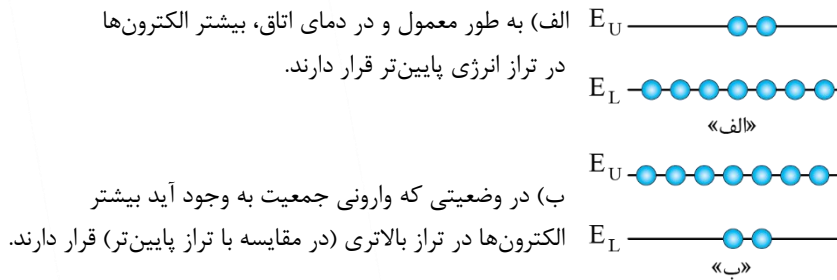 الف) به طور معمول و در دمای اتاق، بیشتر الکترون‌ها
در تراز انرژی پایین‌تر قرار دارند.
E_U
E_L
«الف»
ب) در وضعیتی که وارونی جمعیت به وجود آید بیشتر
الکترون‌ها در تراز بالاتری (در مقایسه با تراز پایین‌تر) قرار دارند.
E_U
E_L
«ب»